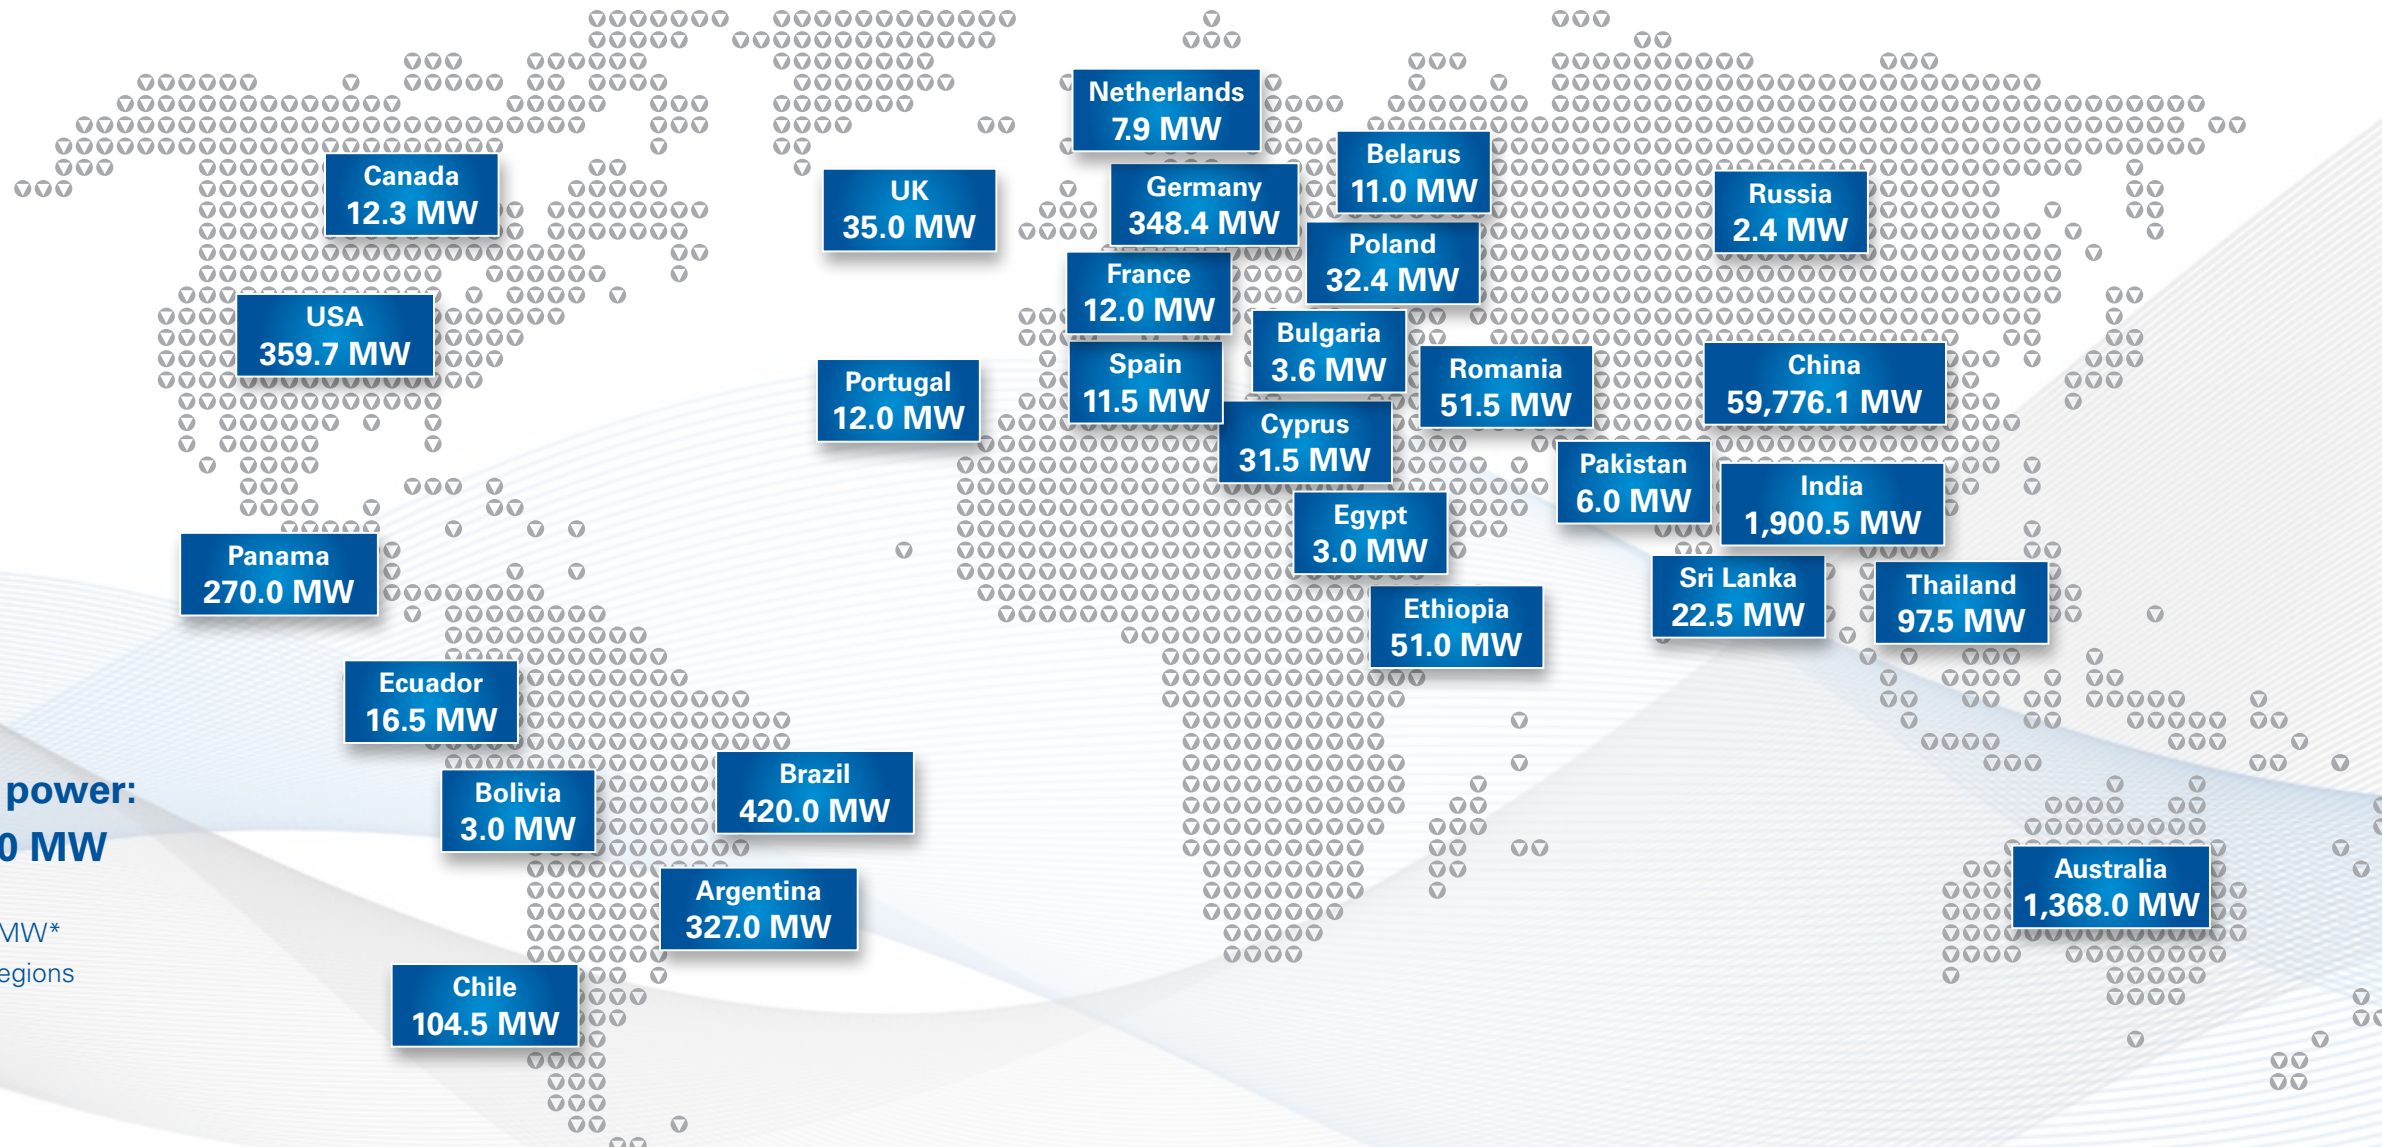 Netherlands
7.9 MW
Canada
12.3 MW
UK
35.0 MW
Germany
348.4 MW
Belarus
11.0 MW
Russia
2.4 MW
Poland
32.4 MW
France
12.0 MW
USA
359.7 MW
Bulgaria
3.6 MW
Spain
11.5 MW
Romania
51.5 MW
China
59,776.1 MW
Portugal
12.0 MW
Cyprus
31.5 MW
Pakistan
6.0 MW
India
1,900.5 MW
Egypt
3.0 MW
Panama
270.0 MW
Sri Lanka
22.5 MW
Thailand
97.5 MW
Ethiopia
51.0 MW
Ecuador
16.5 MW
Brazil
420.0 MW
Bolivia
3.0 MW
power:
0 MW
Australia
1,368.0 MW
Argentina
327.0 MW
MW*
egions
Chile
104.5 MW